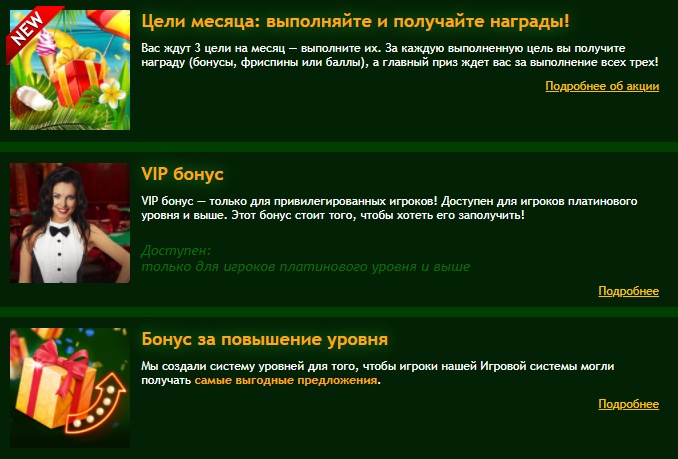 NEW
Цели месяца: выполняйте и получайте награды!
Вас ждут 3 цели на месяц — выполните их. За каждую выполненную цель вы получите
награду (бонусы, фриспины или баллы), а главный приз ждет вас за выполнение всех трех!
Подробнее об акции
VIP бонус
VIP бонус — только для привилегированных игроков! Доступен для игроков платинового
уровня и выше. Этот бонус стоит того, чтобы хотеть его заполучить!
Доступен:
только для игроков платинового уровня и выше
Подробнее
Бонус за повышение уровня
Мы создали систему уровней для того, чтобы игроки нашей Игровой системы могли
получать самые выгодные предложения.
Подробнее